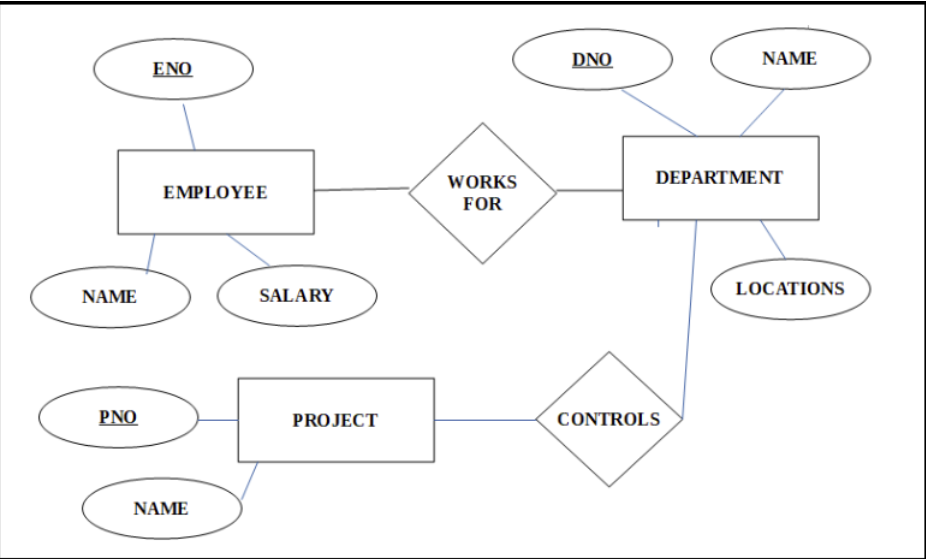 ENO
DNO
NAME
EMPLOYEE
WORKS
FOR
DEPARTMENT
NAME
SALARY
LOCATIONS
PNO
PROJECT
CONTROLS
NAME